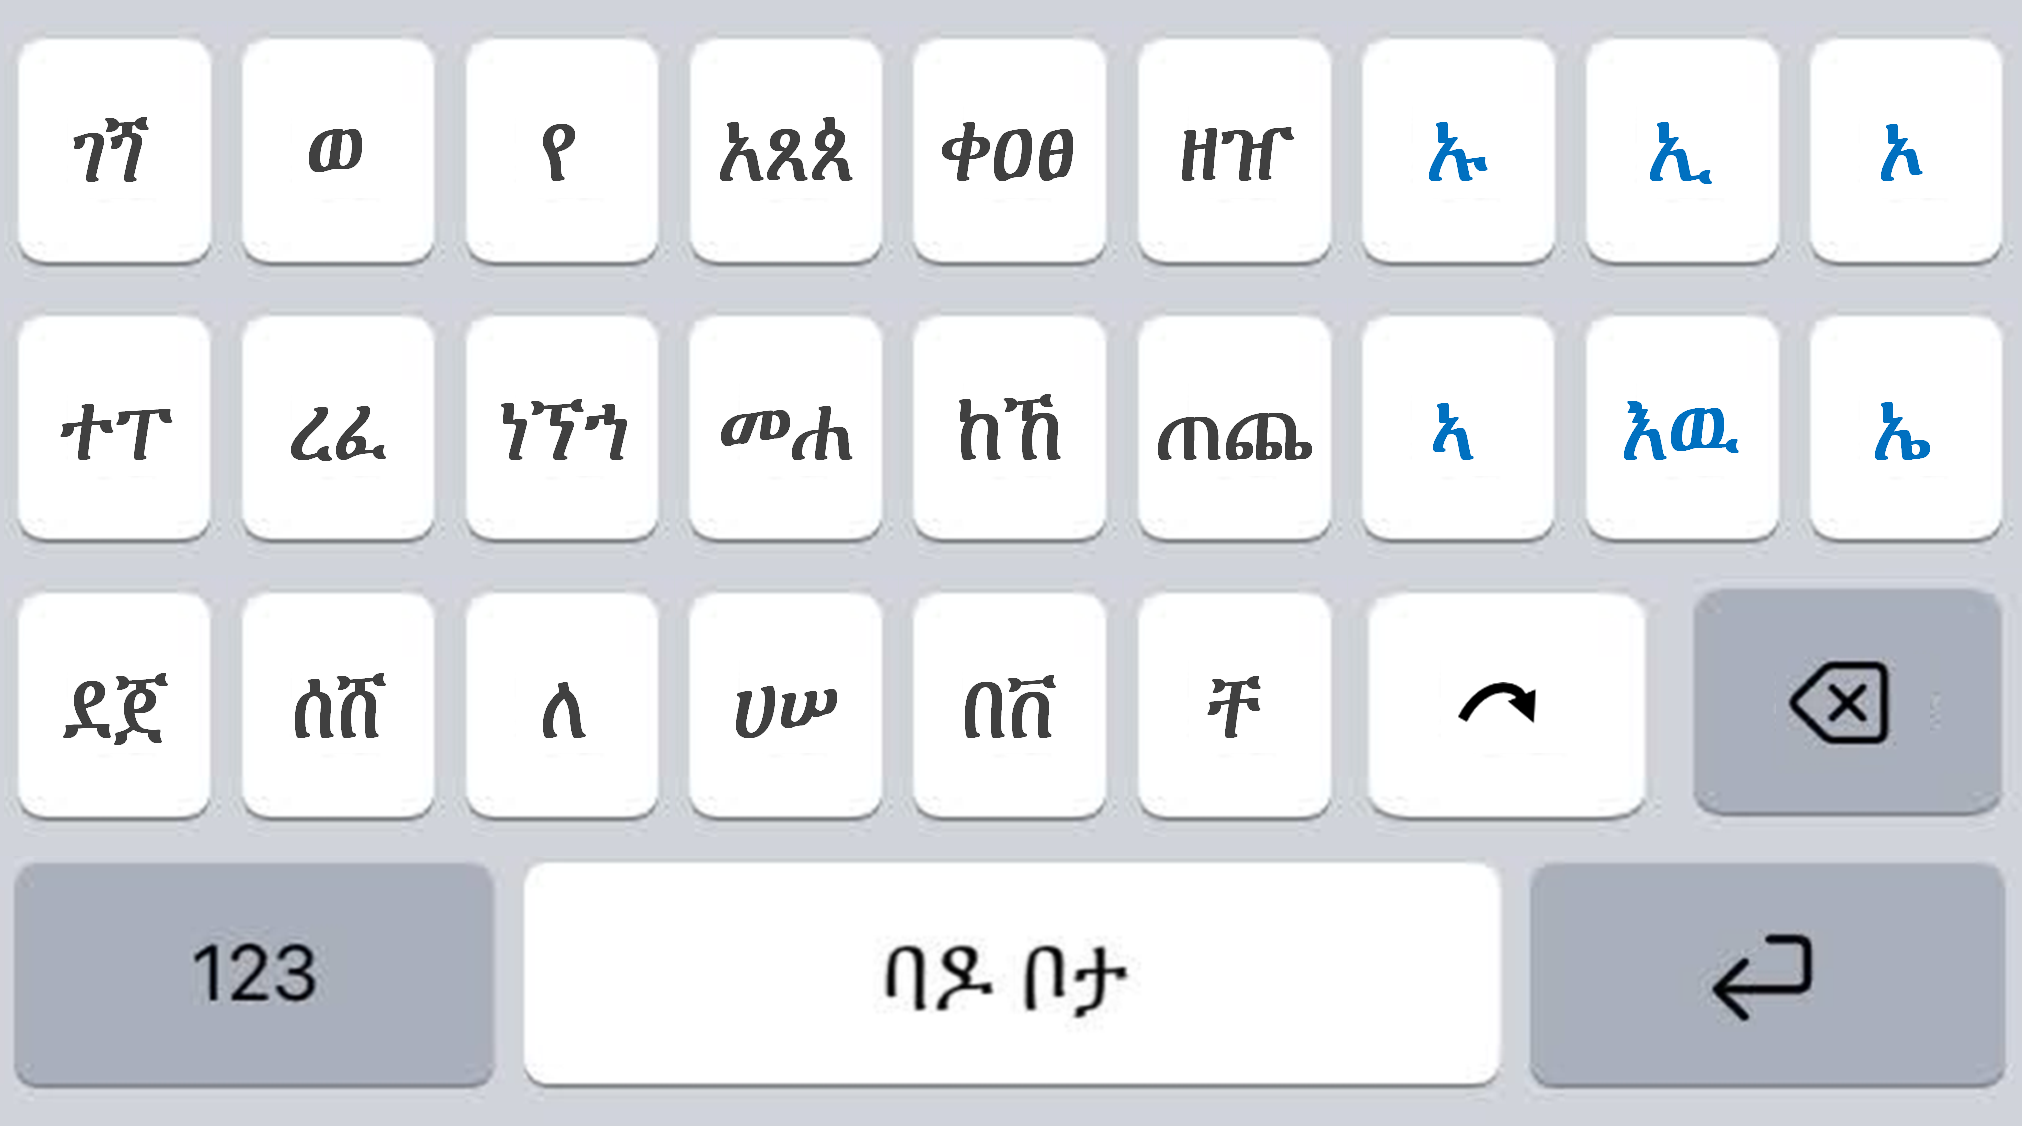 ገኘ ወ የ አጸጰ ቀዐፀ ዘዠ ኡ ኢ ኦ
ተፐ ረፈ ነኘኀ መሐ ከኸ ጠጨ ኣ እዉ ኤ
ደጀ ሰሸ ለ ሀሠ በቨ ቸ
123 ባዶ ቦታ